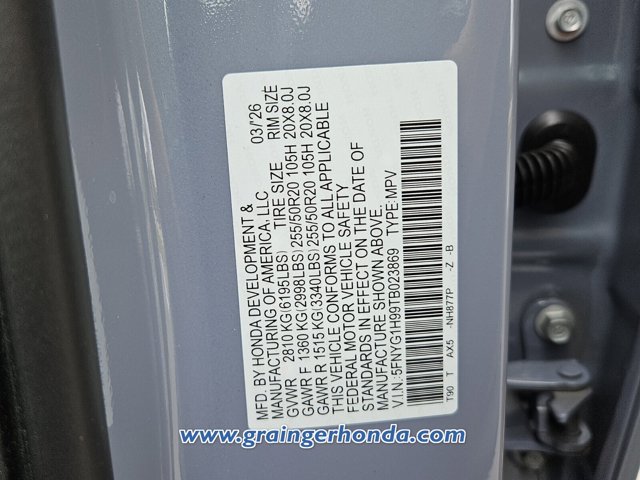 MFD. BY HONDA DEVELOPMENT &
MANUFACTURING OF AMERICA, LLC. 03/'26
GVWR 2810 KG(6195LBS) TIRE SIZE RIM SIZE
GAWR F 1360 KG(2998LBS)255/50R20 105H 20X8.0J
GAWR R 1515 KG(3340LBS)255/50R20 105H 20X8.0J
THIS VEHICLE CONFORMS TO ALL APPLICABLE
FEDERAL MOTOR VEHICLE SAFETY
STANDARDS IN EFFECT ON THE DATE OF
MANUFACTURE SHOWN ABOVE.
V.I.N.:5FNYG1H99TB023869 TYPE:MPV
T90 T AX5 -NH877P -Z -B
www.graingerhonda.com